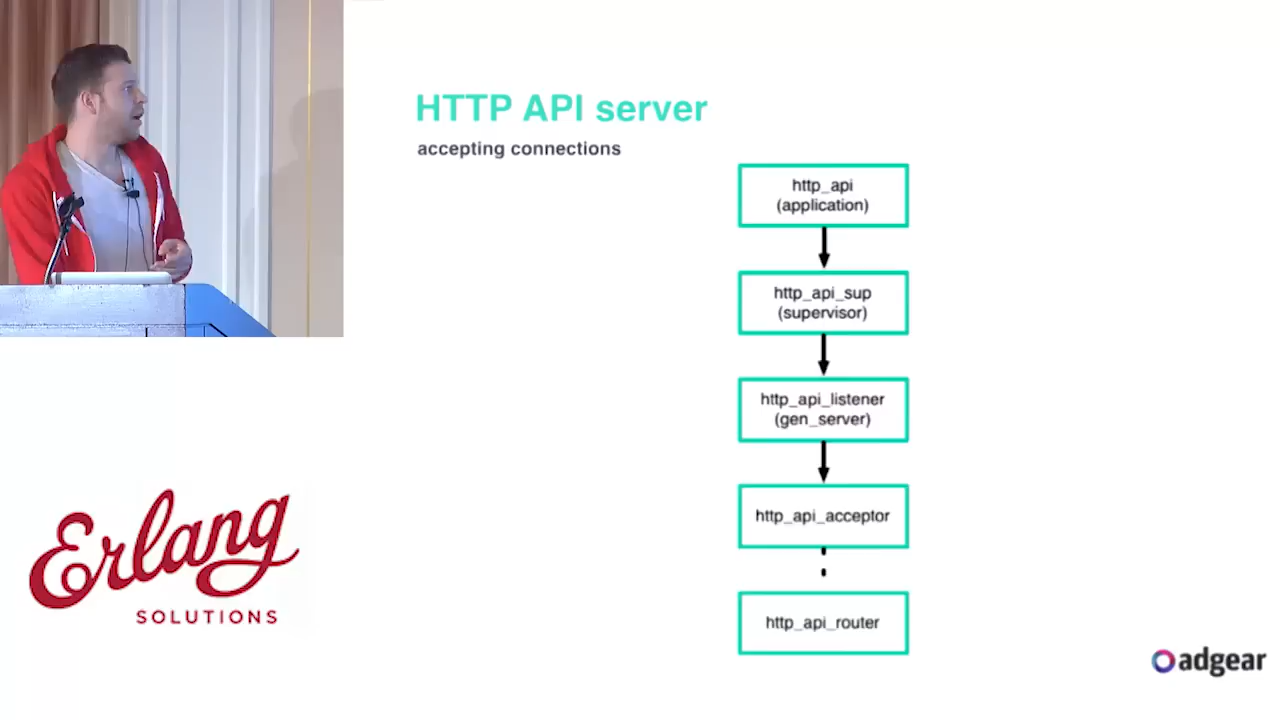 HTTP API server
accepting connections
http_api
(application)
http_api_sup
(supervisor)
http_api_listener
(gen_server)
http_api_acceptor
http_api_router
Erlang
SOLUTIONS
adgear